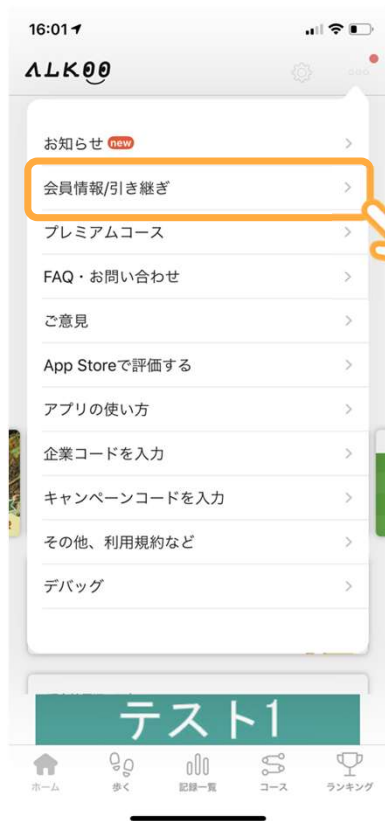 16:01
ALKOO
お知らせ new
会員情報/引き継ぎ
プレミアムコース
FAQ・お問い合わせ
ご意見
App Storeで評価する
アプリの使い方
企業コードを入力
キャンペーンコードを入力
その他、利用規約など
デバッグ
テスト1
ホーム
歩く
記録一覧
コース
ランキング